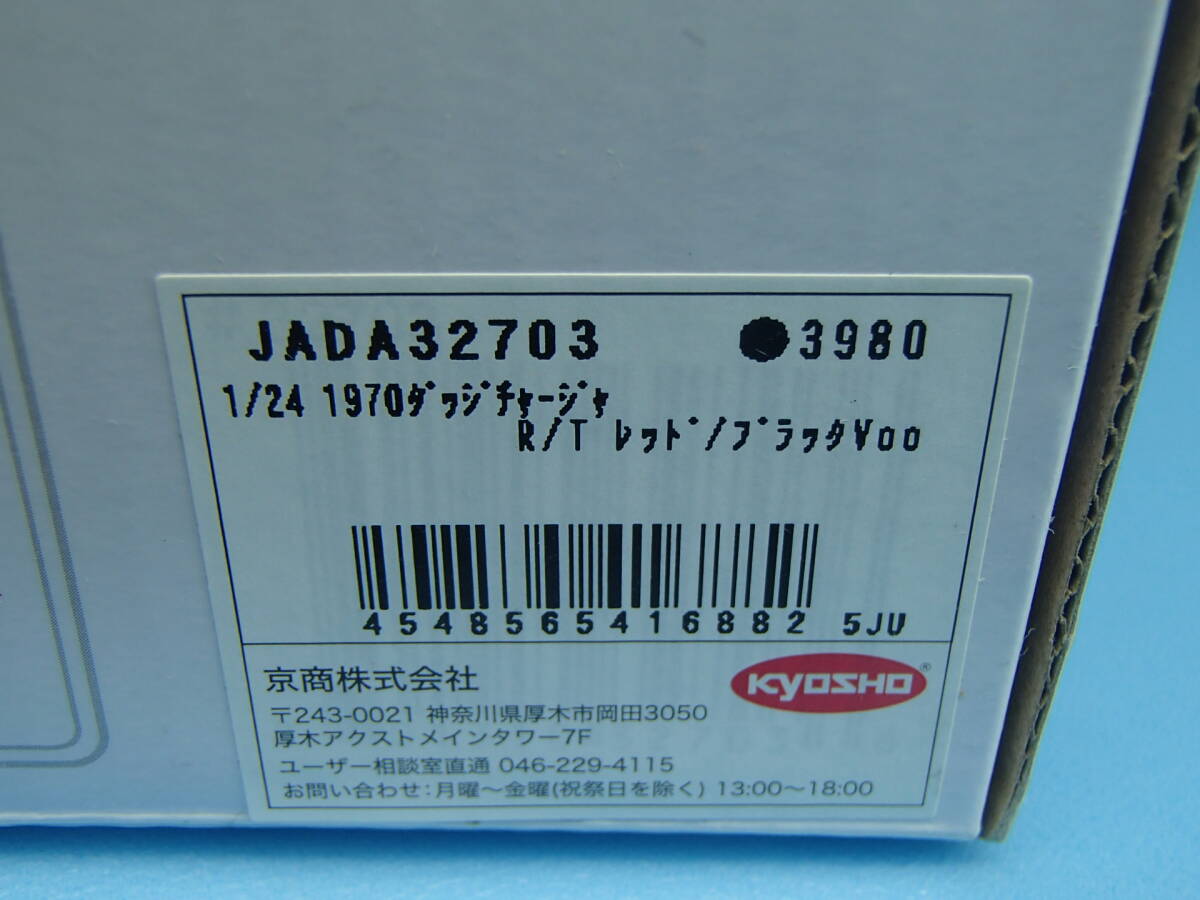 JADA32703 ●3980
1/24 1970ﾀﾞｯｼﾞﾁｬｰｼﾞｬ
R/T ﾚｯﾄﾞ/ﾌﾞﾗｯｸVoo
4548565416882 5JU
京商株式会社 KYOSHO®
〒243-0021 神奈川県厚木市岡田3050
厚木アクストメインタワー7F
ユーザー相談室直通 046-229-4115
お問い合わせ:月曜〜金曜(祝祭日を除く) 13:00〜18:00